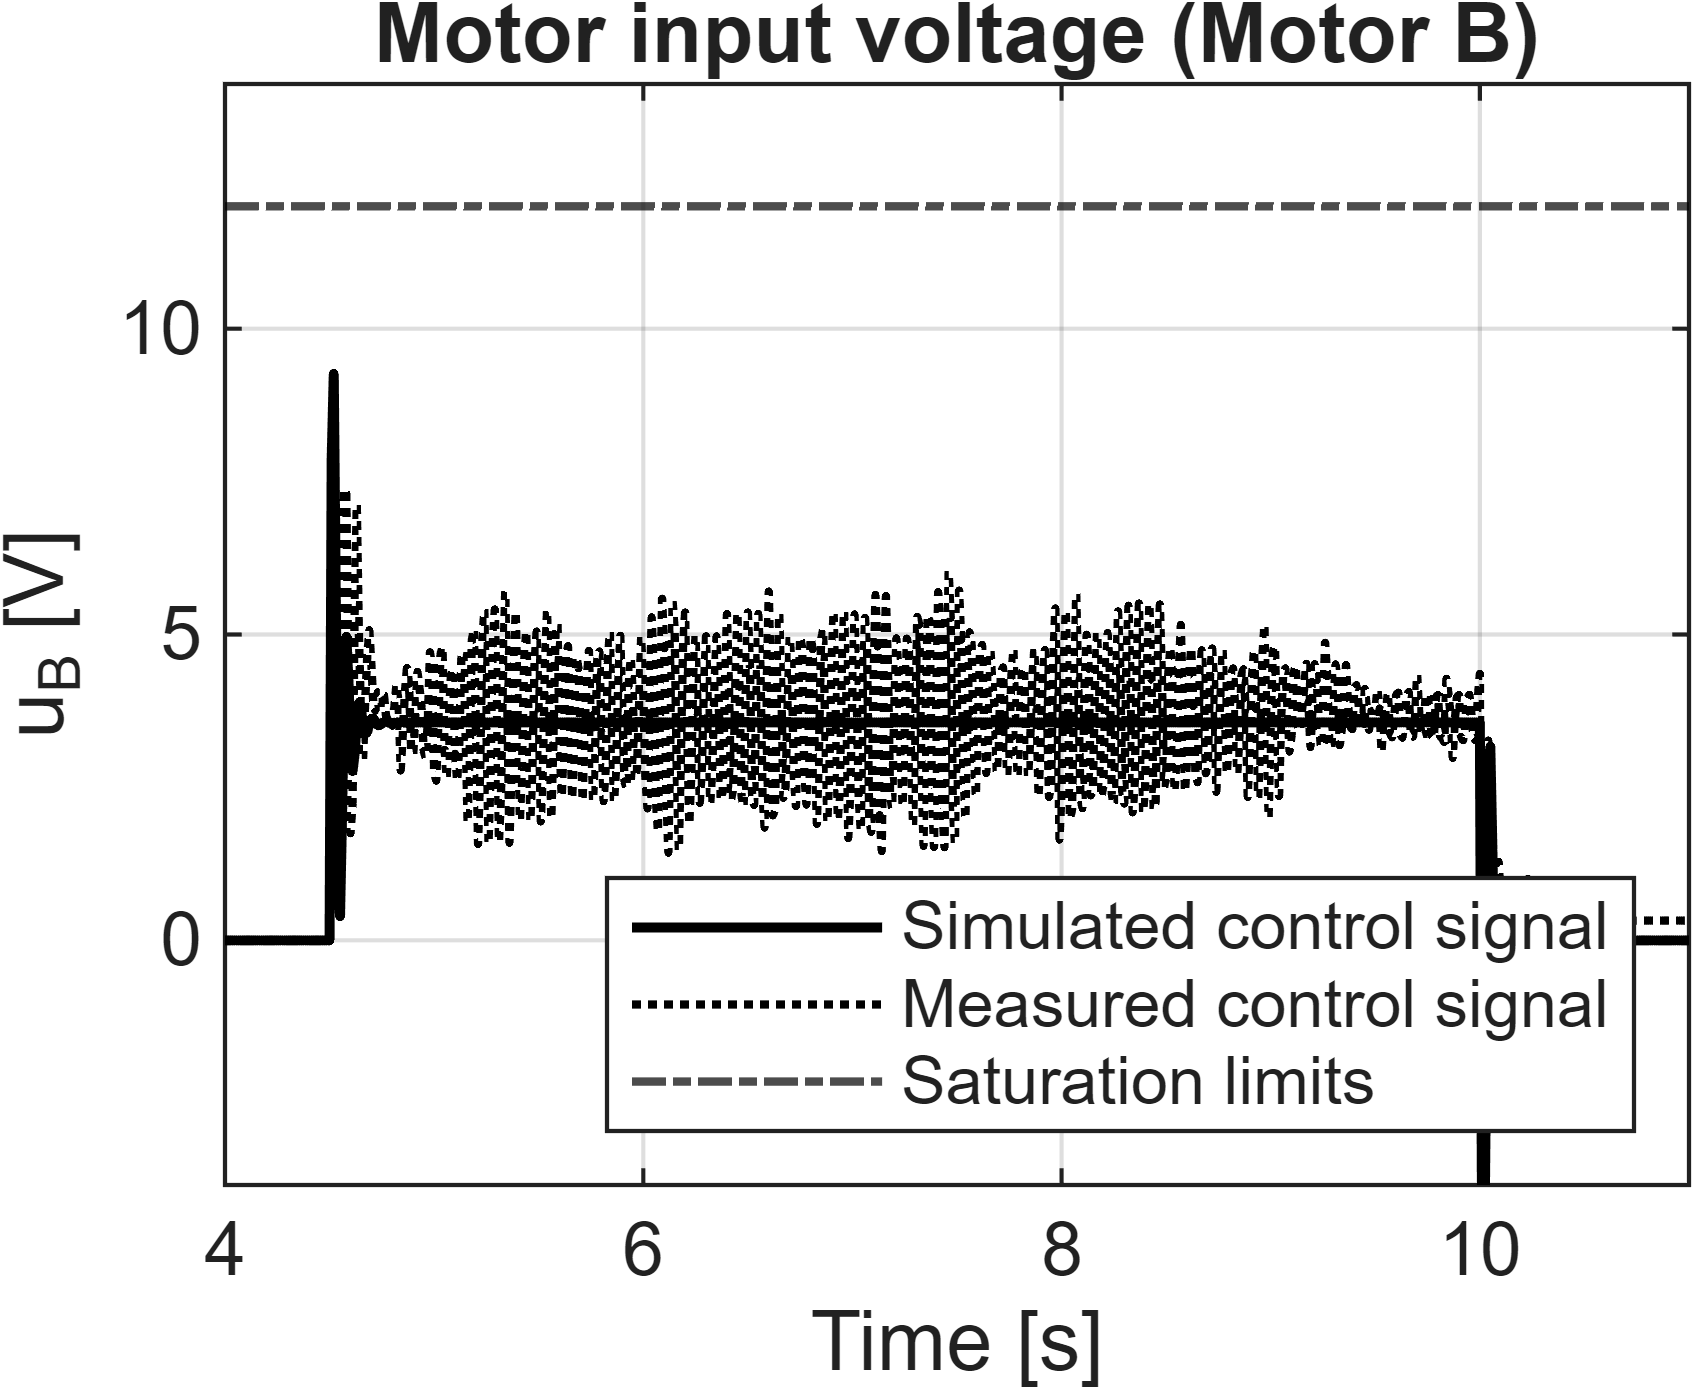 Motor input voltage (Motor B)
10
5
0
u_B [V]
Simulated control signal
Measured control signal
Saturation limits
4 6 8 10
Time [s]